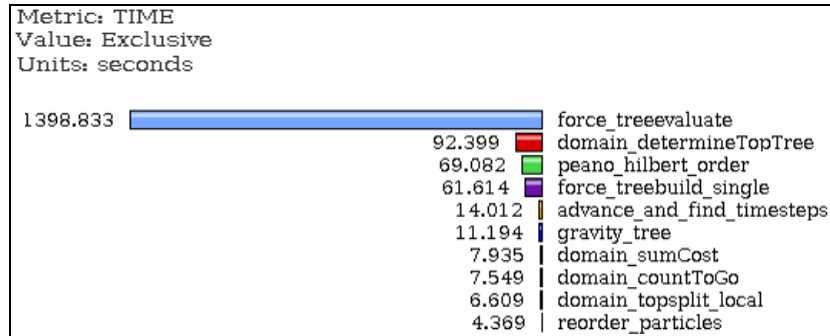 Metric: TIME
Value: Exclusive
Units: seconds
1398.833 force_treeevaluate
92.399 domain_determineTopTree
69.082 peano_hilbert_order
61.614 force_treebuild_single
14.012 advance_and_find_timesteps
11.194 gravity_tree
7.935 domain_sumCost
7.549 domain_countToGo
6.609 domain_topsplit_local
4.369 reorder_particles